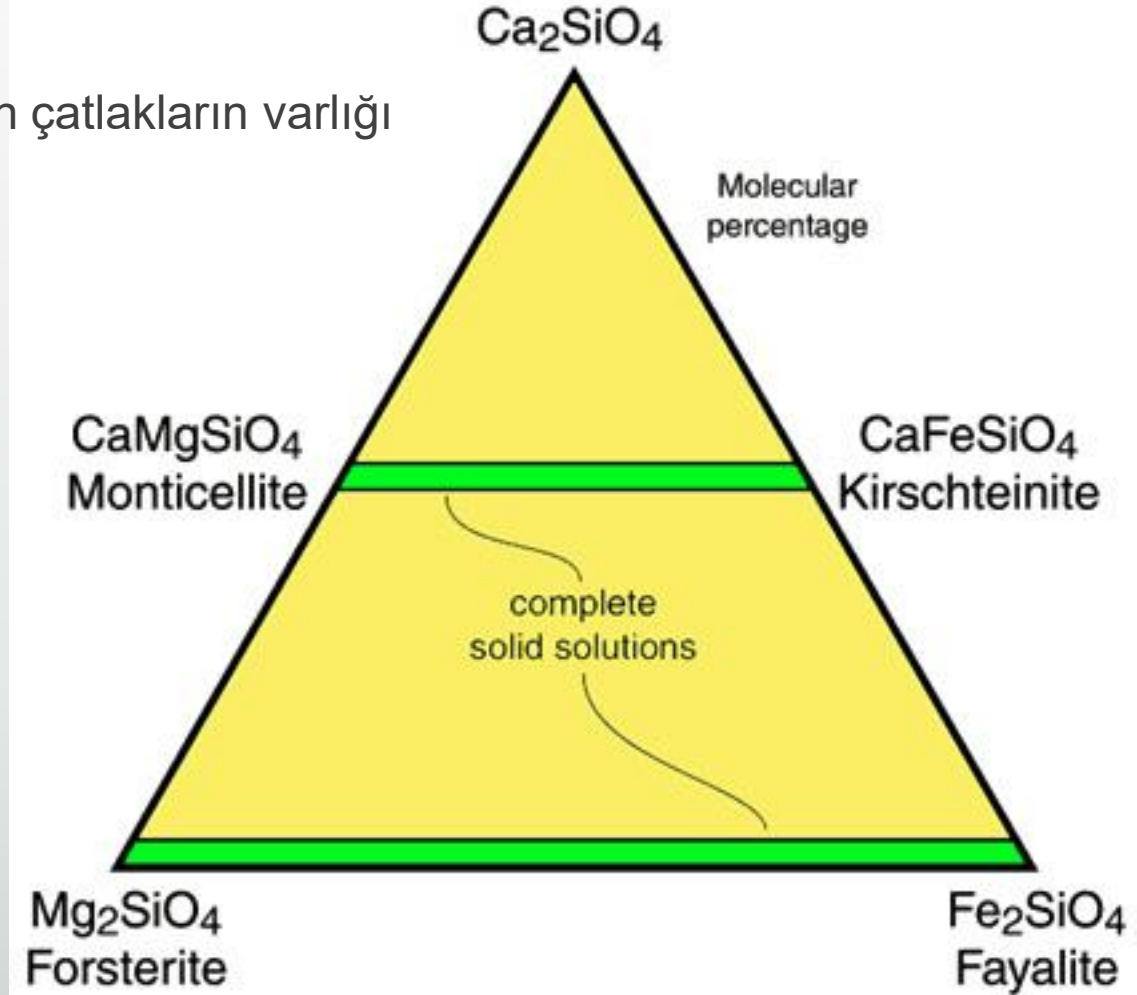 Ca₂SiO₄
çatlakların varlığı
Molecular
percentage
CaMgSiO₄
Monticellite
CaFeSiO₄
Kirschteinite
complete
solid solutions
Mg₂SiO₄
Forsterite
Fe₂SiO₄
Fayalite